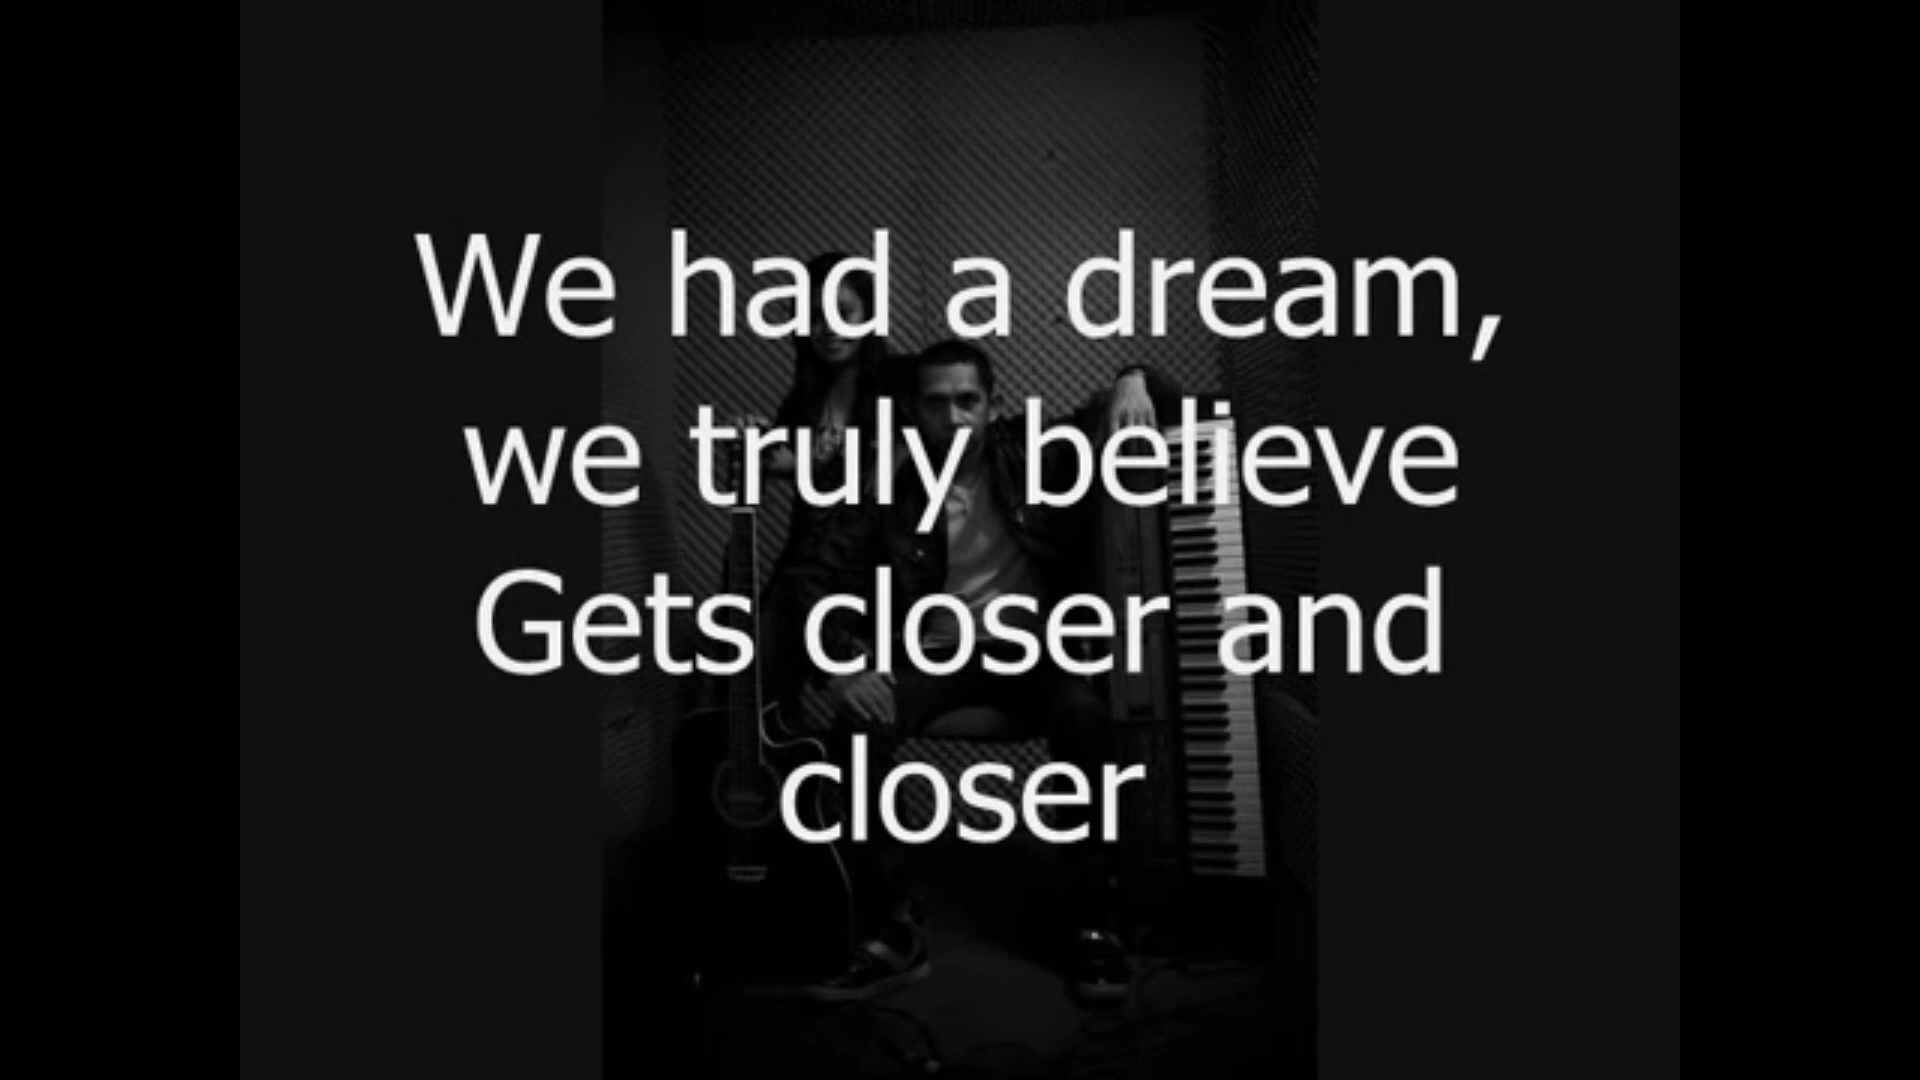 We had a dream,
we truly believe
Gets closer and
closer